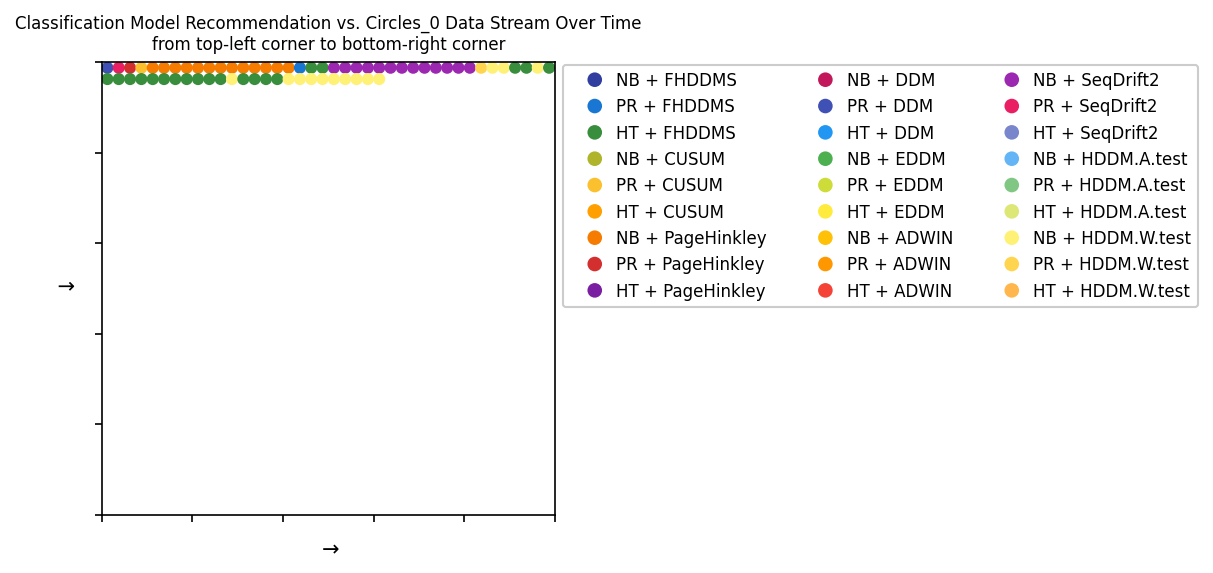 Classification Model Recommendation vs. Circles_0 Data Stream Over Time
from top-left corner to bottom-right corner
NB + FHDDMS
PR + FHDDMS
HT + FHDDMS
NB + CUSUM
PR + CUSUM
HT + CUSUM
NB + PageHinkley
PR + PageHinkley
HT + PageHinkley
NB + DDM
PR + DDM
HT + DDM
NB + EDDM
PR + EDDM
HT + EDDM
NB + ADWIN
PR + ADWIN
HT + ADWIN
NB + SeqDrift2
PR + SeqDrift2
HT + SeqDrift2
NB + HDDM.A.test
PR + HDDM.A.test
HT + HDDM.A.test
NB + HDDM.W.test
PR + HDDM.W.test
HT + HDDM.W.test
→
→